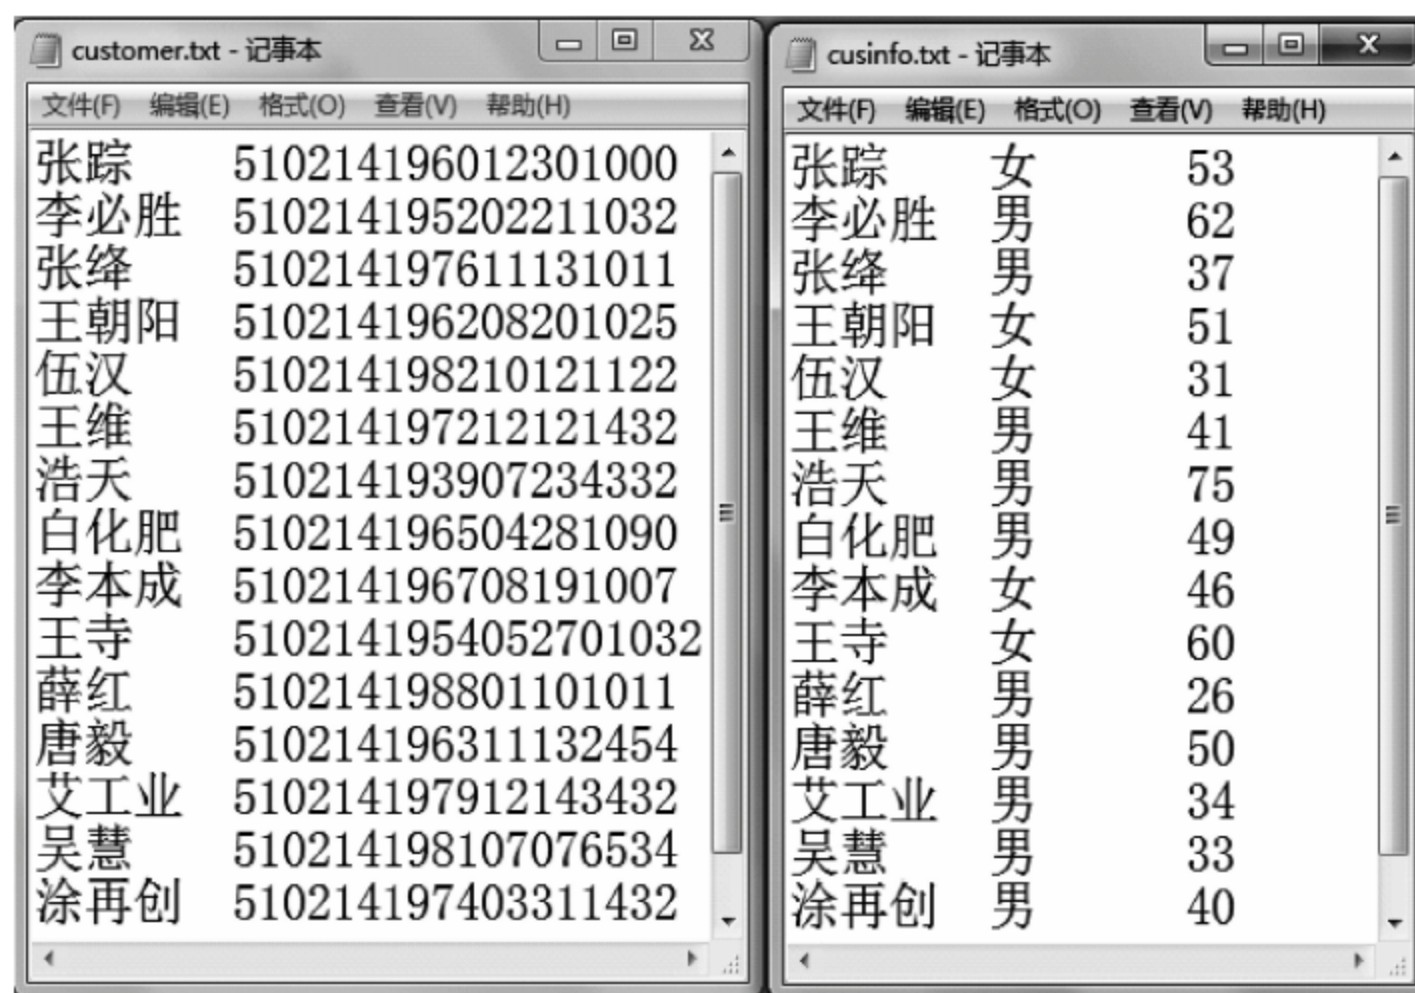 customer.txt - 记事本
文件(F) 编辑(E) 格式(O) 查看(V) 帮助(H)
张踪 510214196012301000
李必胜 510214195202211032
张绛 510214197611131011
王朝阳 510214196208201025
伍汉 510214198210121122
王维 510214197212121432
浩天 510214193907234332
白化肥 510214196504281090
李本成 510214196708191007
王寺 5102141954052701032
薛红 510214198801101011
唐毅 510214196311132454
艾工业 510214197912143432
吴慧 510214198107076534
涂再创 510214197403311432
cusinfo.txt - 记事本
文件(F) 编辑(E) 格式(O) 查看(V) 帮助(H)
张踪 女 53
李必胜 男 62
张绛 男 37
王朝阳 女 51
伍汉 女 31
王维 男 41
浩天 男 75
白化肥 男 49
李本成 女 46
王寺 女 60
薛红 男 26
唐毅 男 50
艾工业 男 34
吴慧 男 33
涂再创 男 40